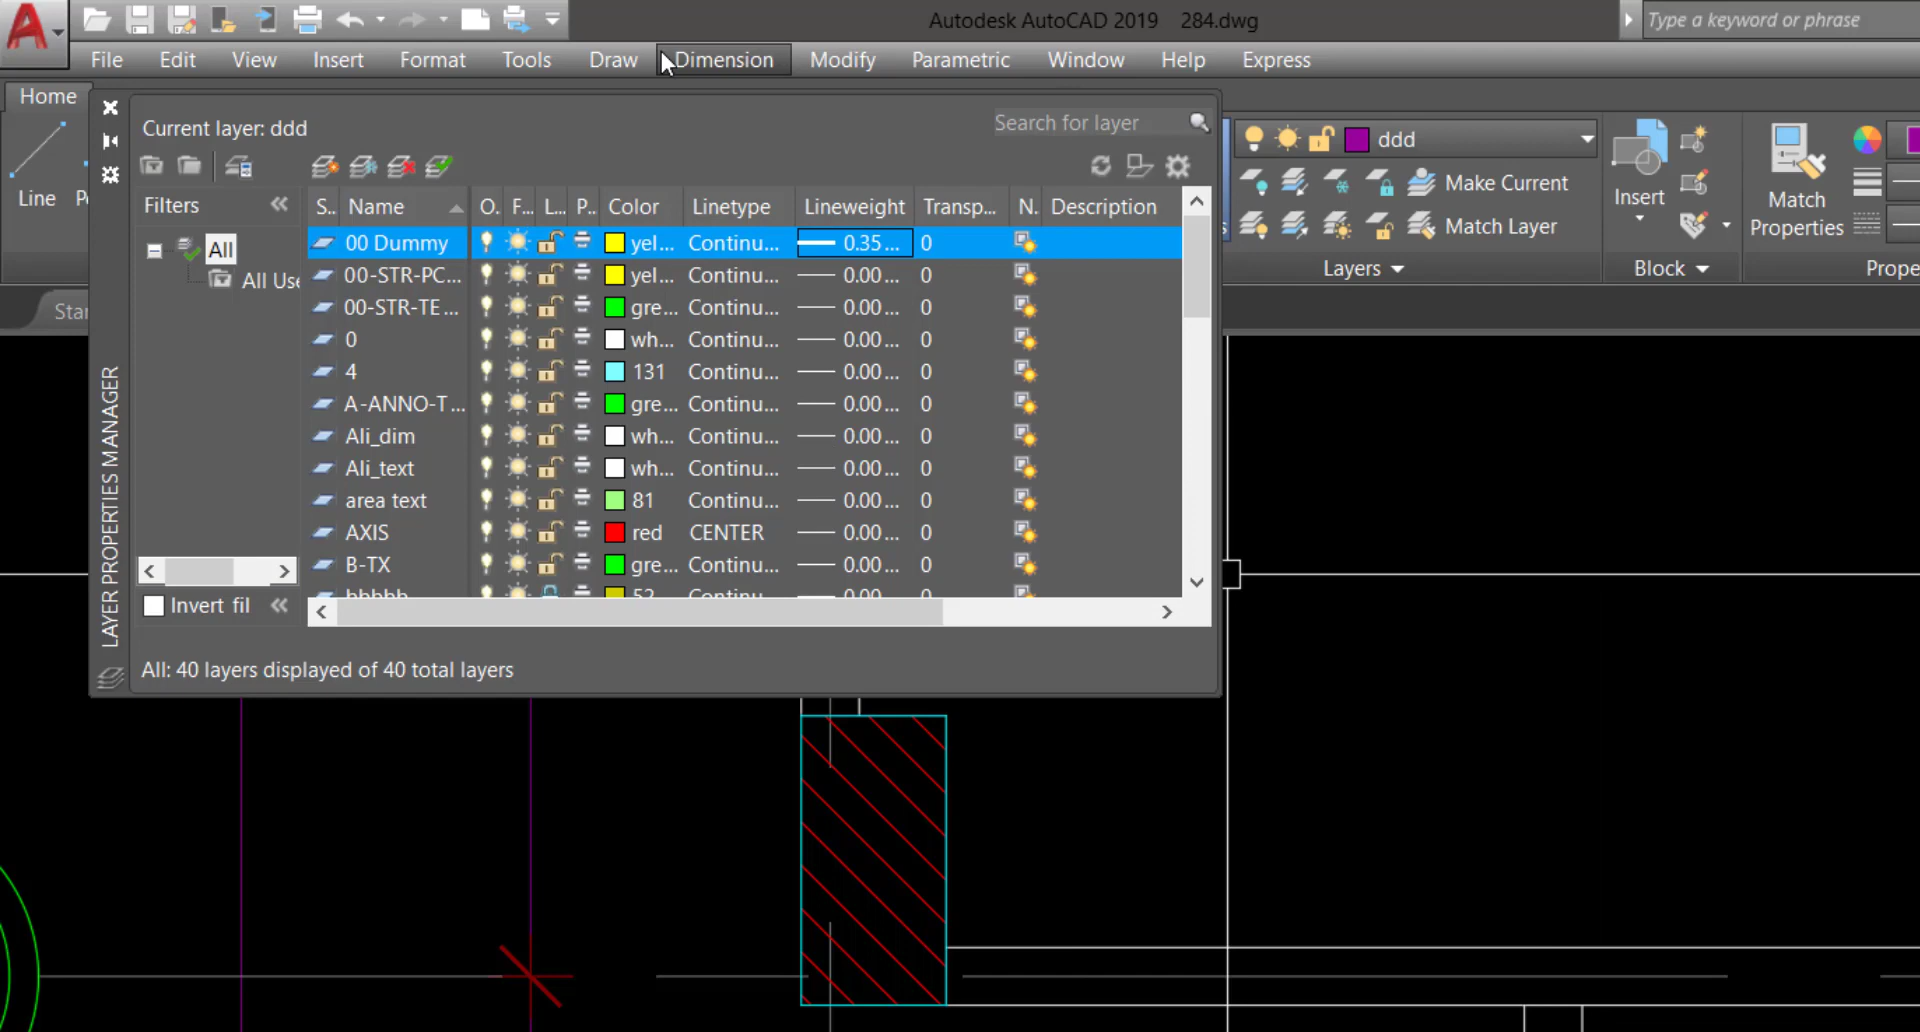 Autodesk AutoCAD 2019 284.dwg
Type a keyword or phrase
File Edit View Insert Format Tools Draw Dimension Modify Parametric Window Help Express
Home
Line
Current layer: ddd
Search for layer
Filters
All
All Use
Invert fil
S.. Name O. F... L... P.. Color Linetype Lineweight Transp... N. Description
00 Dummy yel... Continu... 0.35 ... 0
00-STR-PC... yel... Continu... 0.00 ... 0
00-STR-TE ... gre... Continu... 0.00 ... 0
0 wh... Continu... 0.00 ... 0
4 131 Continu... 0.00 ... 0
A-ANNO-T ... gre... Continu... 0.00 ... 0
Ali_dim wh... Continu... 0.00 ... 0
Ali_text wh... Continu... 0.00 ... 0
area text 81 Continu... 0.00 ... 0
AXIS red CENTER 0.00 ... 0
B-TX gre... Continu... 0.00 ... 0
All: 40 layers displayed of 40 total layers
LAYER PROPERTIES MANAGER
Star
ddd
Make Current
Match Layer
Layers
Insert
Block
Match
Properties
Prope